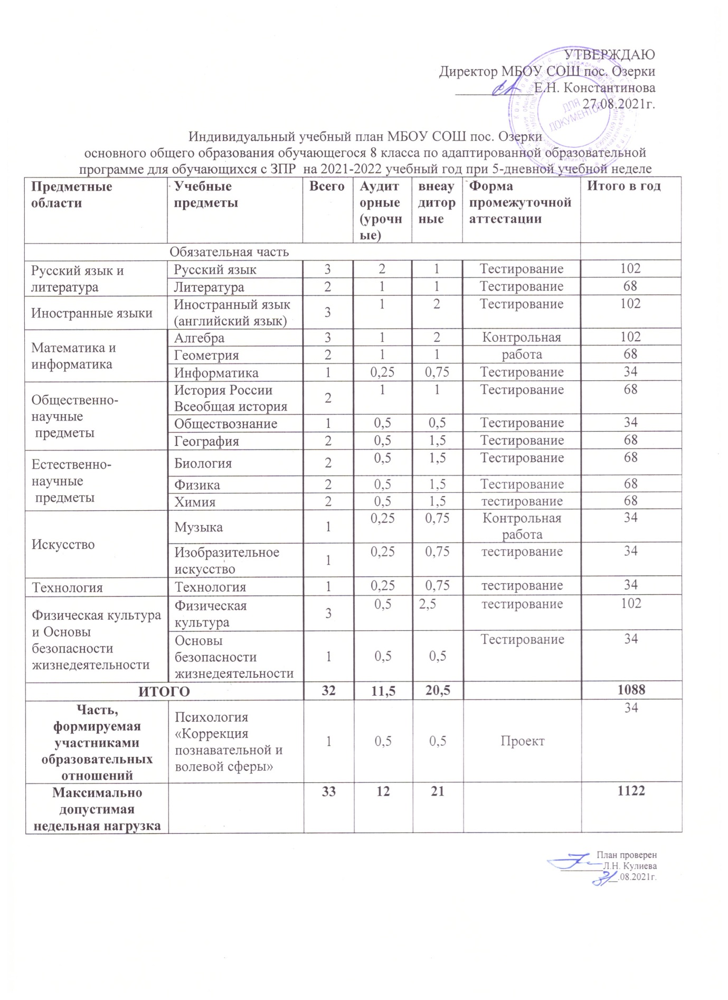 УТВЕРЖДАЮ
Директор МБОУ СОШ пос. Озерки
___________Е.Н. Константинова
27.08.2021г.
ДЛЯ
ДОКУМЕНТОВ
Индивидуальный учебный план МБОУ СОШ пос. Озерки
основного общего образования обучающегося 8 класса по адаптированной образовательной
программе для обучающихся с ЗПР на 2021-2022 учебный год при 5-дневной учебной неделе
Предметные области Учебные предметы Всего Аудиторные (урочные) внеаудиторные Форма промежуточной аттестации Итого в год
Обязательная часть
Русский язык и литература Русский язык 3 2 1 Тестирование 102
Литература 2 1 1 Тестирование 68
Иностранные языки Иностранный язык (английский язык) 3 1 2 Тестирование 102
Математика и информатика Алгебра 3 1 2 Контрольная 102
Геометрия 2 1 1 работа 68
Информатика 1 0,25 0,75 Тестирование 34
Общественно-научные предметы История России Всеобщая история 2 1 1 Тестирование 68
Обществознание 1 0,5 0,5 Тестирование 34
География 2 0,5 1,5 Тестирование 68
Естественно-научные предметы Биология 2 0,5 1,5 Тестирование 68
Физика 2 0,5 1,5 Тестирование 68
Химия 2 0,5 1,5 тестирование 68
Искусство Музыка 1 0,25 0,75 Контрольная работа 34
Изобразительное искусство 1 0,25 0,75 тестирование 34
Технология Технология 1 0,25 0,75 тестирование 34
Физическая культура и Основы безопасности жизнедеятельности Физическая культура 3 0,5 2,5 тестирование 102
Основы безопасности жизнедеятельности 1 0,5 0,5 Тестирование 34
ИТОГО 32 11,5 20,5 1088
Часть, формируемая участниками образовательных отношений Психология «Коррекция познавательной и волевой сферы» 1 0,5 0,5 Проект 34
Максимально допустимая недельная нагрузка 33 12 21 1122
План проверен
_________Л.Н. Кулиева
31.08.2021г.